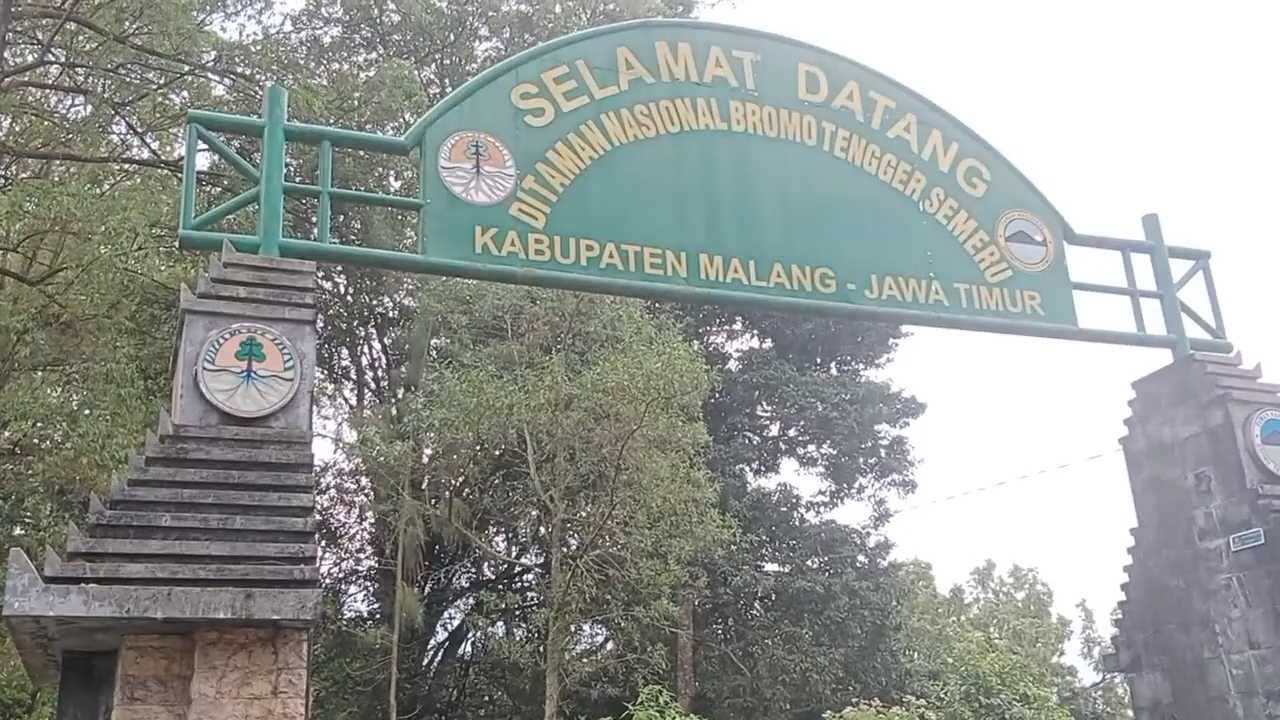 SELAMAT DATANG
DI TAMAN NASIONAL BROMO TENGGER SEMERU
KABUPATEN MALANG - JAWA TIMUR